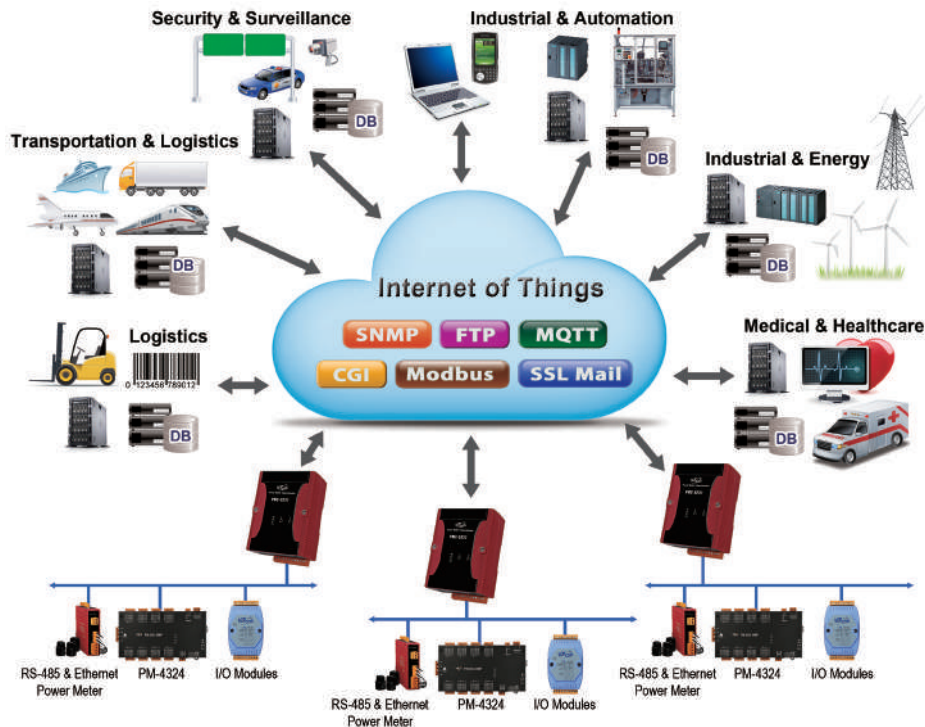 Security & Surveillance
Industrial & Automation
DB
DB
Transportation & Logistics
DB
Industrial & Energy
DB
Internet of Things
SNMP
FTP
MQTT
CGI
Modbus
SSL Mail
Logistics
0 123456 789012
DB
Medical & Healthcare
DB
RS-485 & Ethernet
Power Meter
PM-4324
I/O Modules
RS-485 & Ethernet
Power Meter
PM-4324
I/O Modules
RS-485 & Ethernet
Power Meter
PM-4324
I/O Modules